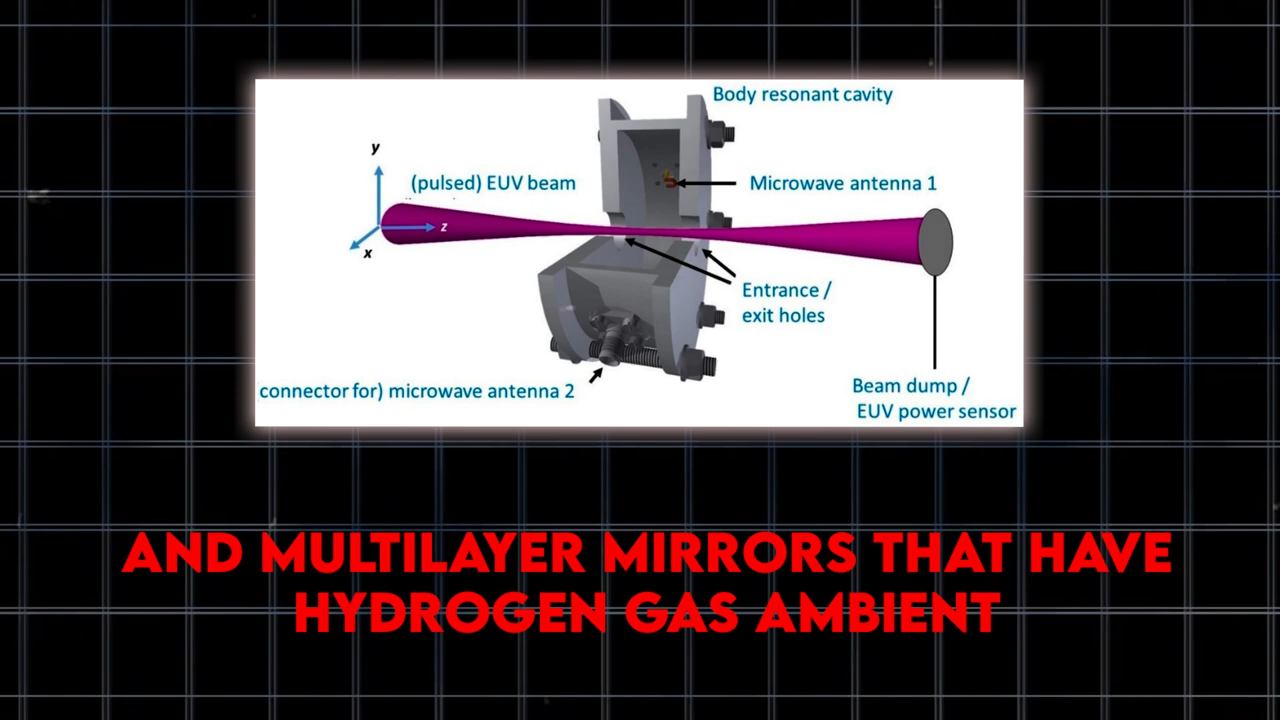 Body resonant cavity
y
(pulsed) EUV beam
Microwave antenna 1
z
x
Entrance /
exit holes
connector for) microwave antenna 2
Beam dump /
EUV power sensor
AND MULTILAYER MIRRORS THAT HAVE
HYDROGEN GAS AMBIENT